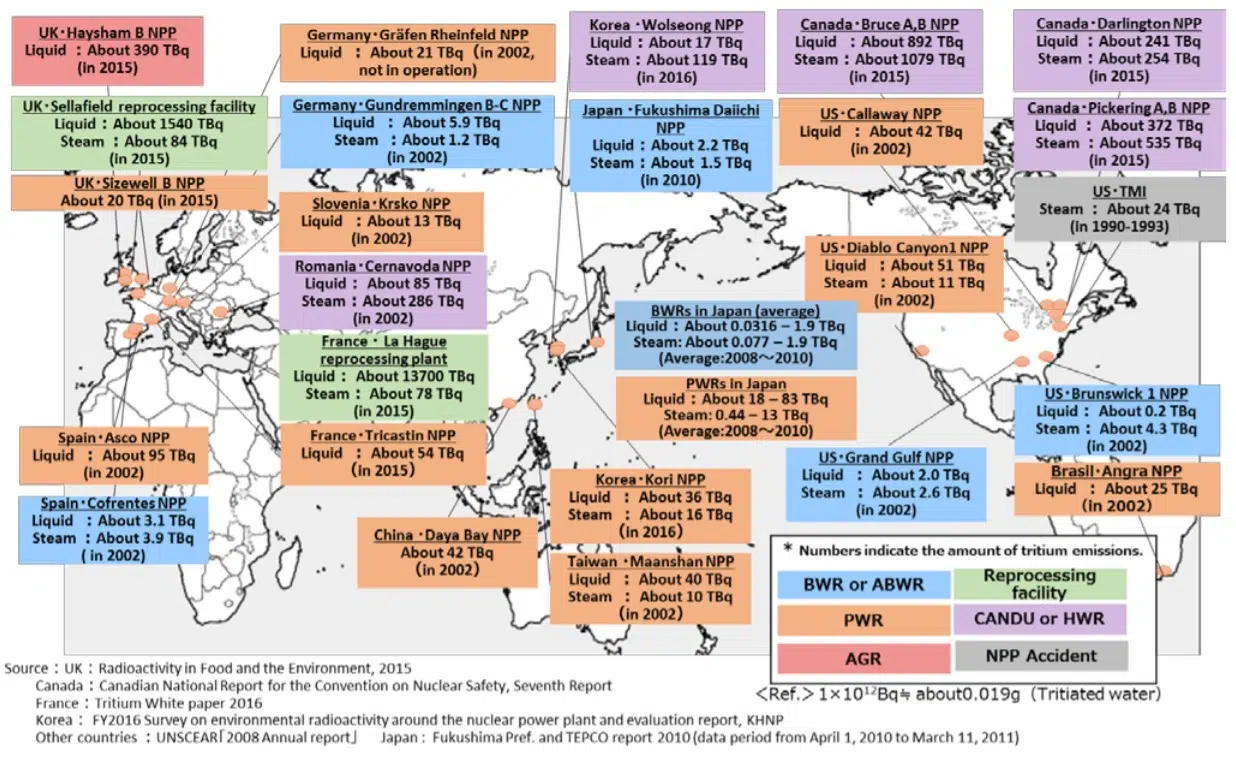 UK・Haysham B NPP
Liquid : About 390 TBq
(in 2015)
UK・Sellafield reprocessing facility
Liquid : About 1540 TBq
Steam : About 84 TBq
(in 2015)
UK・Sizewell B NPP
About 20 TBq (in 2015)
Germany・Gräfen Rheinfeld NPP
Liquid : About 21 TBq (in 2002,
not in operation)
Germany・Gundremmingen B-C NPP
Liquid : About 5.9 TBq
Steam : About 1.2 TBq
(in 2002)
Slovenia・Krsko NPP
Liquid : About 13 TBq
(in 2002)
Romania・Cernavoda NPP
Liquid : About 85 TBq
Steam : About 286 TBq
(in 2002)
France・La Hague
reprocessing plant
Liquid : About 13700 TBq
Steam : About 78 TBq
(in 2015)
France・Tricastin NPP
Liquid : About 54 TBq
(in 2015)
Spain・Asco NPP
Liquid : About 95 TBq
(in 2002)
Spain・Cofrentes NPP
Liquid : About 3.1 TBq
Steam : About 3.9 TBq
( in 2002)
China・Daya Bay NPP
About 42 TBq
(in 2002)
Korea・Wolseong NPP
Liquid : About 17 TBq
Steam : About 119 TBq
(in 2016)
Japan・Fukushima Daiichi
NPP
Liquid : About 2.2 TBq
Steam : About 1.5 TBq
(in 2010)
BWRs in Japan (average)
Liquid : About 0.0316 – 1.9 TBq
Steam: About 0.077 – 1.9 TBq
(Average:2008～2010)
PWRs in Japan
Liquid : About 18 – 83 TBq
Steam: 0.44 – 13 TBq
(Average:2008～2010)
Korea・Kori NPP
Liquid : About 36 TBq
Steam : About 16 TBq
(in 2016)
Taiwan・Maanshan NPP
Liquid : About 40 TBq
Steam : About 10 TBq
(in 2002)
Canada・Bruce A,B NPP
Liquid : About 892 TBq
Steam : About 1079 TBq
(in 2015)
US・Callaway NPP
Liquid : About 42 TBq
(in 2002)
Canada・Darlington NPP
Liquid : About 241 TBq
Steam : About 254 TBq
(in 2015)
Canada・Pickering A,B NPP
Liquid : About 372 TBq
Steam : About 535 TBq
(in 2015)
US・TMI
Steam : About 24 TBq
(in 1990-1993)
US・Diablo Canyon1 NPP
Liquid : About 51 TBq
Steam : About 11 TBq
(in 2002)
US・Brunswick 1 NPP
Liquid : About 0.2 TBq
Steam : About 4.3 TBq
(in 2002)
US・Grand Gulf NPP
Liquid : About 2.0 TBq
Steam : About 2.6 TBq
(in 2002)
Brasil・Angra NPP
Liquid : About 25 TBq
(in 2002)
* Numbers indicate the amount of tritium emissions.
BWR or ABWR
Reprocessing
facility
PWR
CANDU or HWR
AGR
NPP Accident
＜Ref.＞ 1×10¹²Bq≒ about0.019g (Tritiated water)
Source : UK : Radioactivity in Food and the Environment, 2015
Canada : Canadian National Report for the Convention on Nuclear Safety, Seventh Report
France : Tritium White paper 2016
Korea : FY2016 Survey on environmental radioactivity around the nuclear power plant and evaluation report, KHNP
Other countries : UNSCEAR「2008 Annual report」 Japan : Fukushima Pref. and TEPCO report 2010 (data period from April 1, 2010 to March 11, 2011)